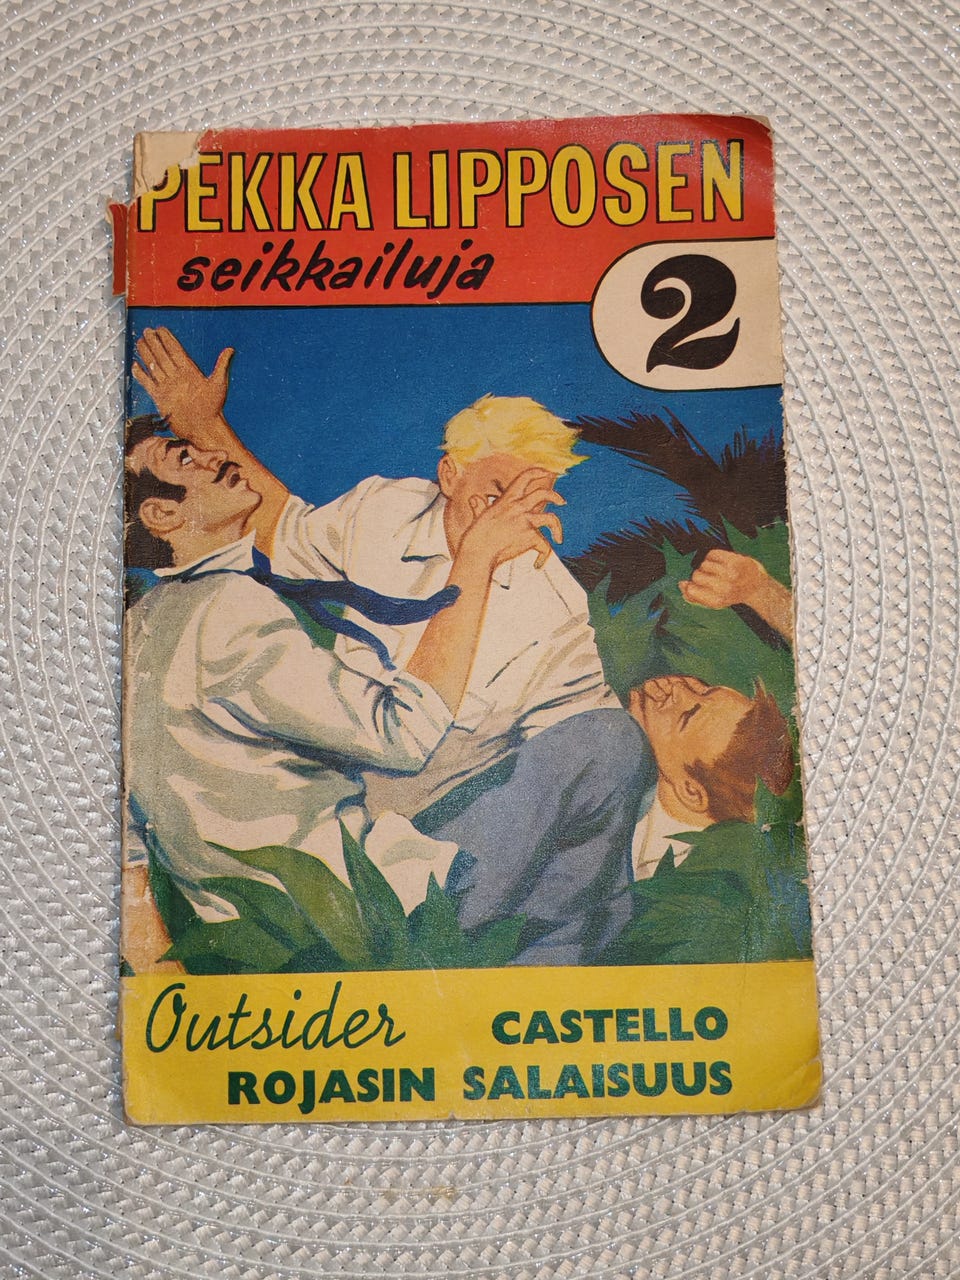 PEKKA LIPPOSEN
seikkailuja
2
Outsider CASTELLO
ROJASIN SALAISUUS